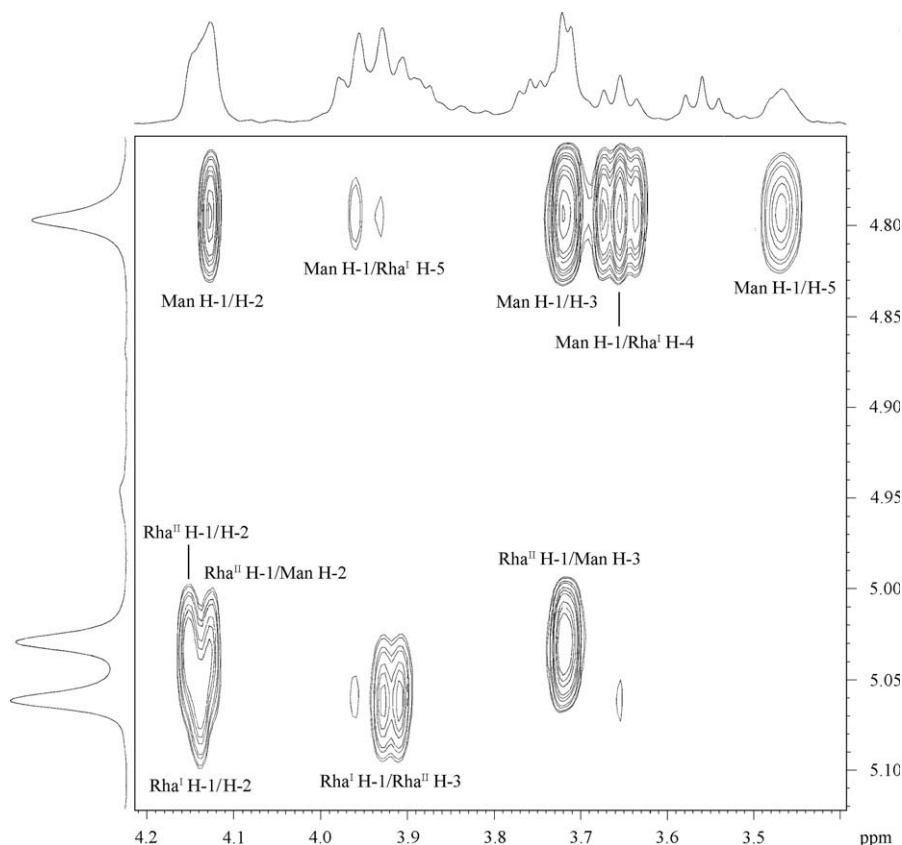 4.80
Man H-1/Rha^I H-5
Man H-1/H-2
Man H-1/H-3
Man H-1/H-5
4.85
Man H-1/Rha^I H-4
4.90
4.95
Rha^II H-1/H-2
Rha^II H-1/Man H-2
Rha^II H-1/Man H-3
5.00
5.05
Rha^I H-1/H-2
Rha^I H-1/Rha^II H-3
5.10
4.2 4.1 4.0 3.9 3.8 3.7 3.6 3.5 ppm